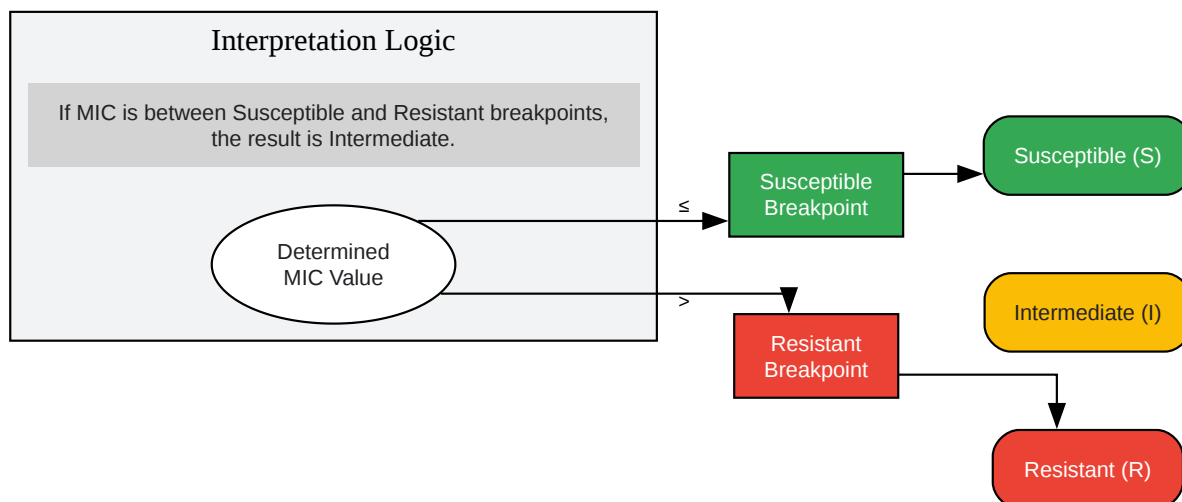 Interpretation Logic
If MIC is between Susceptible and Resistant breakpoints,
the result is Intermediate.
Determined
MIC Value
≤
>
Susceptible
Breakpoint
Resistant
Breakpoint
Susceptible (S)
Intermediate (I)
Resistant (R)